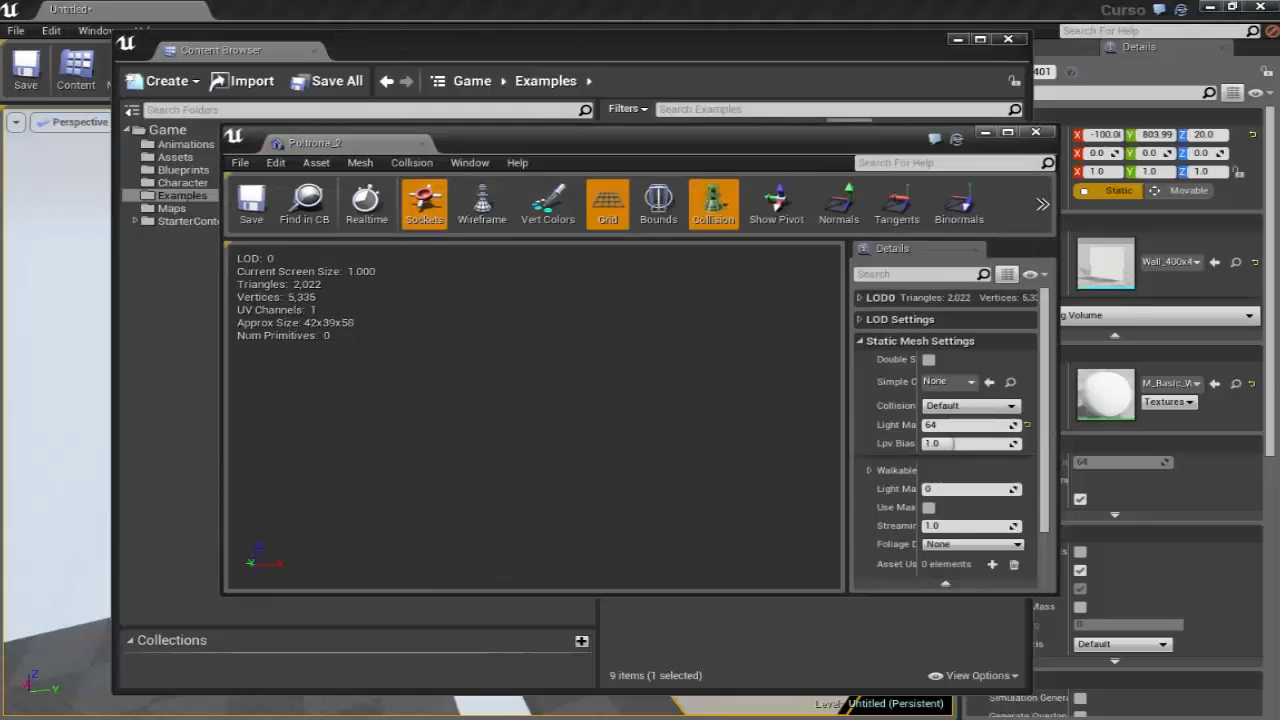 Untitled*
Curso
File Edit Window
Search For Help
Details
Save Content
Content Browser
Create Import Save All Game Examples
Search Folders
Filters Search Examples
Perspective
Game
Animations
Assets
Blueprints
Character
Examples
Maps
StarterConte
Poltrona_2
File Edit Asset Mesh Collision Window Help
Search For Help
Save Find in CB Realtime Sockets Wireframe Vert Colors Grid Bounds Collision Show Pivot Normals Tangents Binormals
LOD: 0
Current Screen Size: 1.000
Triangles: 2,022
Vertices: 5,335
UV Channels: 1
Approx Size: 42x39x58
Num Primitives: 0
Details
Search
LOD0 Triangles: 2,022 Vertices: 5,33
LOD Settings
Static Mesh Settings
Double S
Simple C None
Collision Default
Light Ma 64
Lpv Bias 1.0
Walkable
Light Ma 0
Use Max
Streamin 1.0
Foliage D None
Asset Us 0 elements
Z
Y X
401
X -100.0 Y 803.99 Z 20.0
X 0.0 Y 0.0 Z 0.0
X 1.0 Y 1.0 Z 1.0
Static Movable
Wall_400x4
g Volume
M_Basic_W
Textures
64
Mass
0
Default
Simulation Genera
Generate Overlap
Collections
9 items (1 selected)
View Options
Level: Untitled (Persistent)
Z
X Y